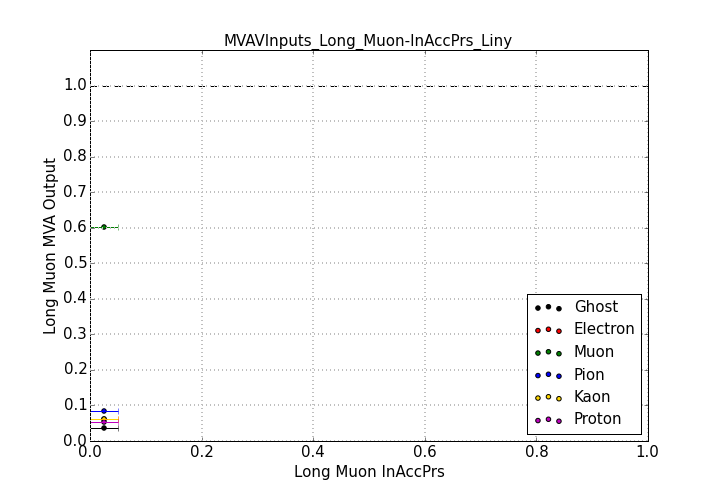 MVAVInputs_Long_Muon-InAccPrs_Liny
Long Muon MVA Output
1.0
0.9
0.8
0.7
0.6
0.5
0.4
0.3
0.2
0.1
0.0
0.0 0.2 0.4 0.6 0.8 1.0
Long Muon InAccPrs
Ghost
Electron
Muon
Pion
Kaon
Proton